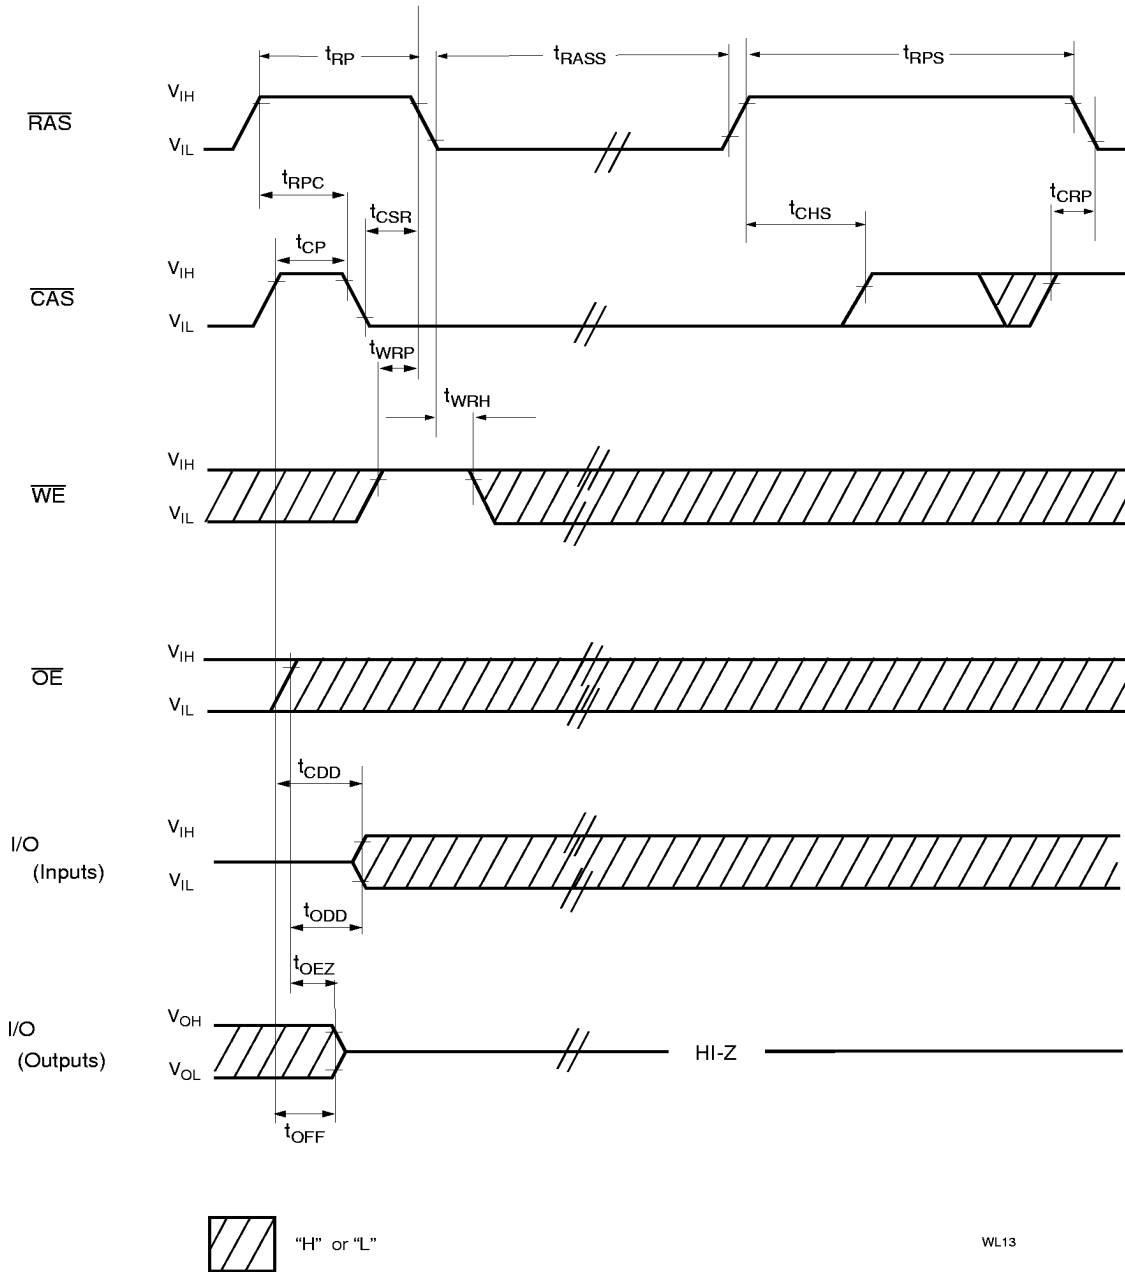 tRP
tRASS
tRPS
RAS
VIH
VIL
tRPC
tCSR
tCHS
tCRP
tCP
CAS
VIH
VIL
tWRP
tWRH
WE
VIH
VIL
OE
VIH
VIL
tCDD
I/O
(Inputs)
VIH
VIL
tODD
tOEZ
I/O
(Outputs)
VOH
VOL
HI-Z
tOFF
“H” or “L”
WL13